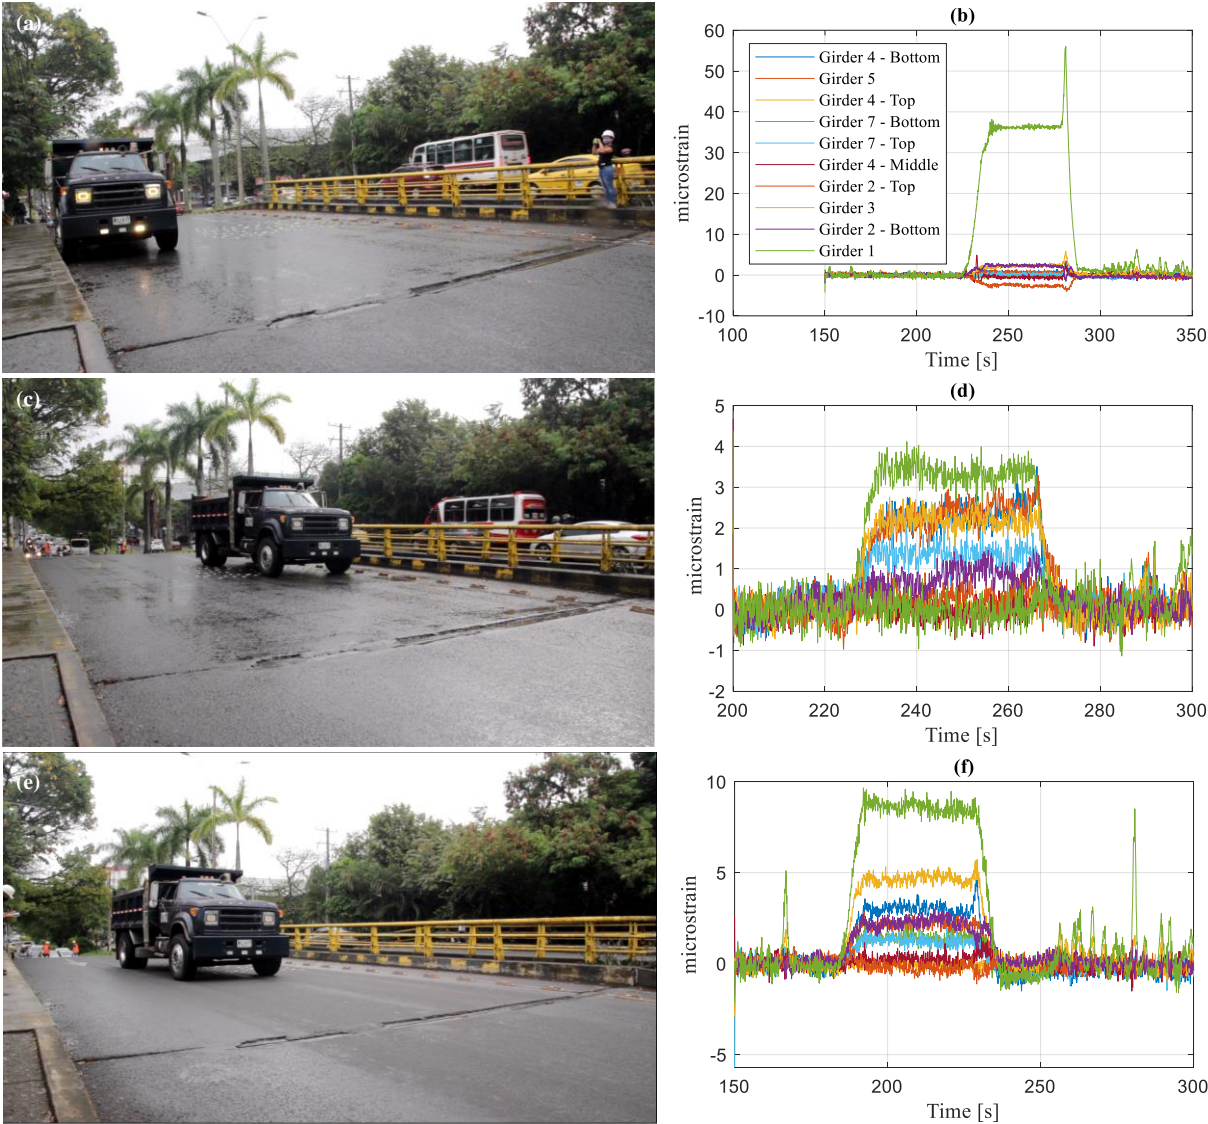 (a)
(b)
60
50
40
30
20
10
0
-10
microstrain
Girder 4 - Bottom
Girder 5
Girder 4 - Top
Girder 7 - Bottom
Girder 7 - Top
Girder 4 - Middle
Girder 2 - Top
Girder 3
Girder 2 - Bottom
Girder 1
100 150 200 250 300 350
Time [s]
(c)
(d)
5
4
3
2
1
0
-1
-2
microstrain
200 220 240 260 280 300
Time [s]
(e)
(f)
10
5
0
-5
microstrain
150 200 250 300
Time [s]